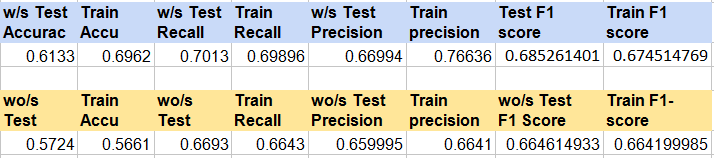 w/s Test Train w/s Test Train w/s Test Train Test F1 Train F1
Accurac Accu Recall Recall Precision precision score score
0.6133 0.6962 0.7013 0.69896 0.66994 0.76636 0.685261401 0.674514769
wo/s Train wo/s Train wo/s Test Train wo/s Test Train F1-
Test Accu Test Recall Precision precision F1 Score score
0.5724 0.5661 0.6693 0.6643 0.659995 0.6641 0.664614933 0.664199985